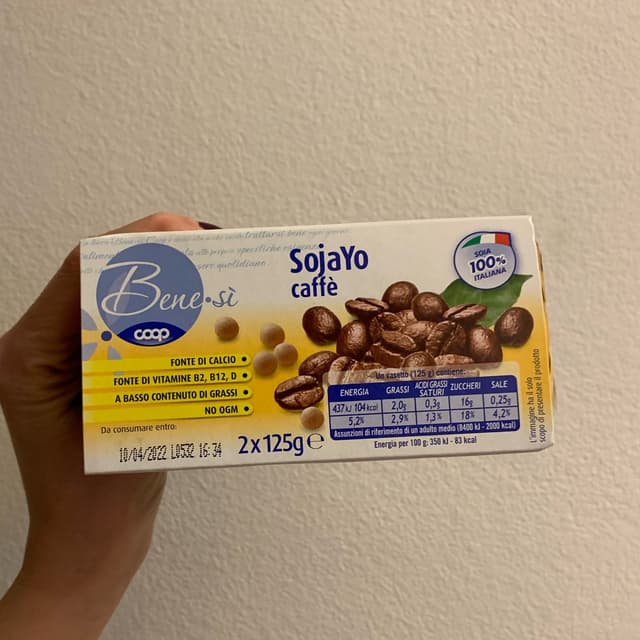 Bene•sì
coop
SojaYo
caffè
SOIA
100%
ITALIANA
FONTE DI CALCIO •
FONTE DI VITAMINE B2, B12, D •
A BASSO CONTENUTO DI GRASSI •
NO OGM •
Da consumare entro:
10/04/2022 L0532 16:34
2x125g e
Un vasetto (125 g) contiene:
ENERGIA GRASSI ACIDI GRASSI SATURI ZUCCHERI SALE
437kJ 104kcal 2,0g 0,3g 16g 0,25g
5,2% 2,9% 1,3% 18% 4,2%
Assunzioni di riferimento di un adulto medio (8400 kJ - 2000 kcal)
Energia per 100 g: 350 kJ - 83 kcal
L'immagine ha il solo
scopo di presentare il prodotto